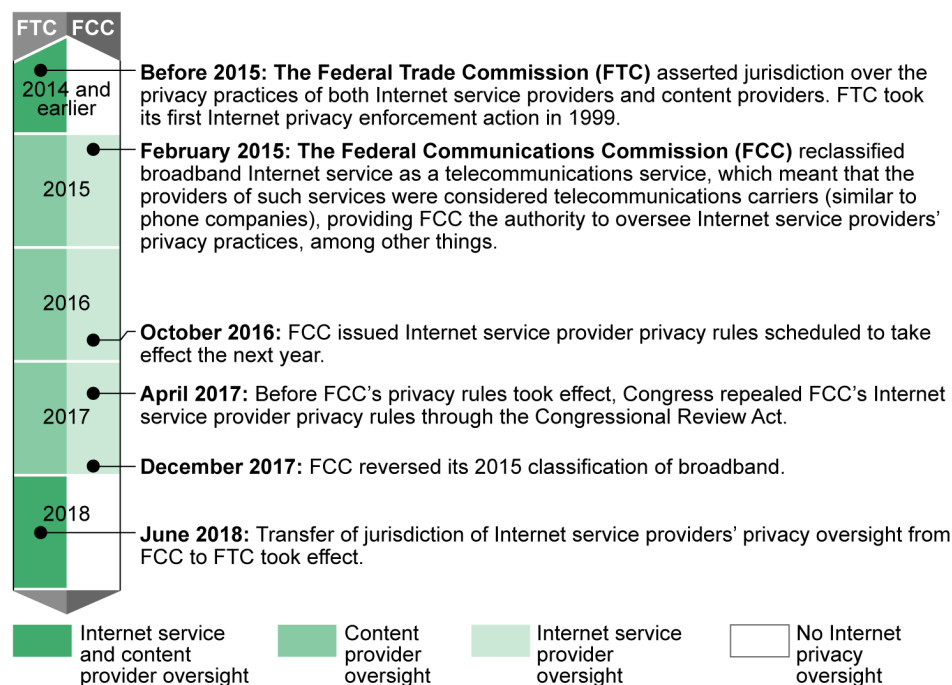 FTC FCC
Before 2015: The Federal Trade Commission (FTC) asserted jurisdiction over the
privacy practices of both Internet service providers and content providers. FTC took
its first Internet privacy enforcement action in 1999.
2014 and
earlier
February 2015: The Federal Communications Commission (FCC) reclassified
broadband Internet service as a telecommunications service, which meant that the
providers of such services were considered telecommunications carriers (similar to
phone companies), providing FCC the authority to oversee Internet service providers’
privacy practices, among other things.
2015
2016
October 2016: FCC issued Internet service provider privacy rules scheduled to take
effect the next year.
April 2017: Before FCC’s privacy rules took effect, Congress repealed FCC’s Internet
service provider privacy rules through the Congressional Review Act.
2017
December 2017: FCC reversed its 2015 classification of broadband.
2018
June 2018: Transfer of jurisdiction of Internet service providers’ privacy oversight from
FCC to FTC took effect.
Internet service
and content
provider oversight
Content
provider
oversight
Internet service
provider
oversight
No Internet
privacy
oversight